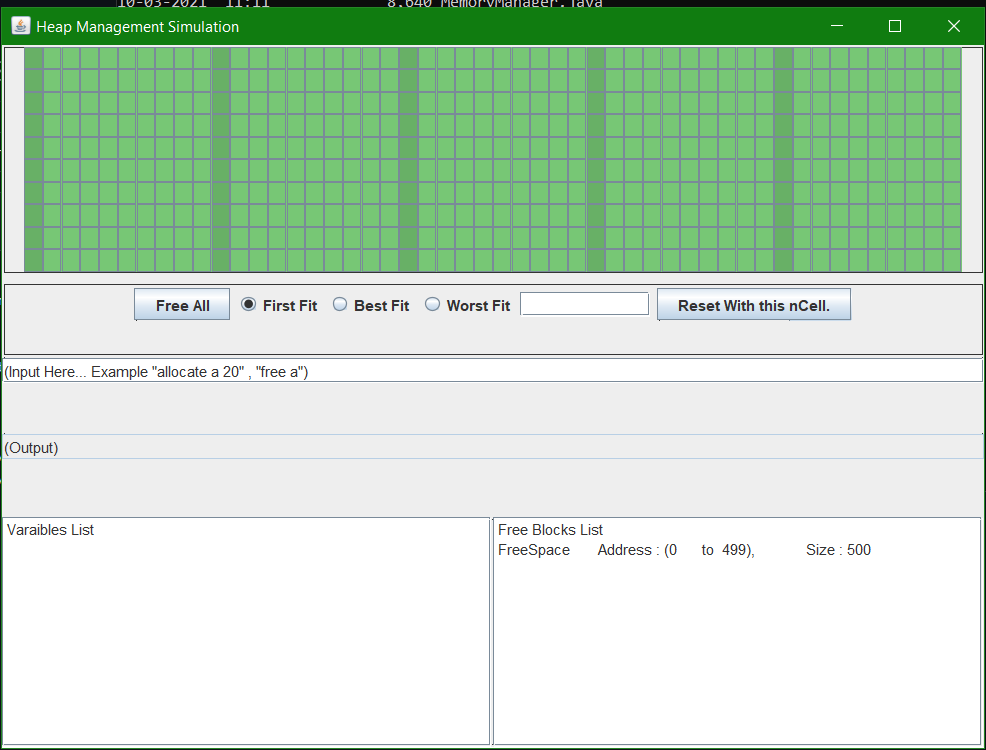 10-03-2021 11:11 8.640 MemoryManager.java
Heap Management Simulation
Free All First Fit Best Fit Worst Fit Reset With this nCell.
(Input Here... Example "allocate a 20" , "free a")
(Output)
Varaibles List
Free Blocks List
FreeSpace Address : (0 to 499), Size : 500